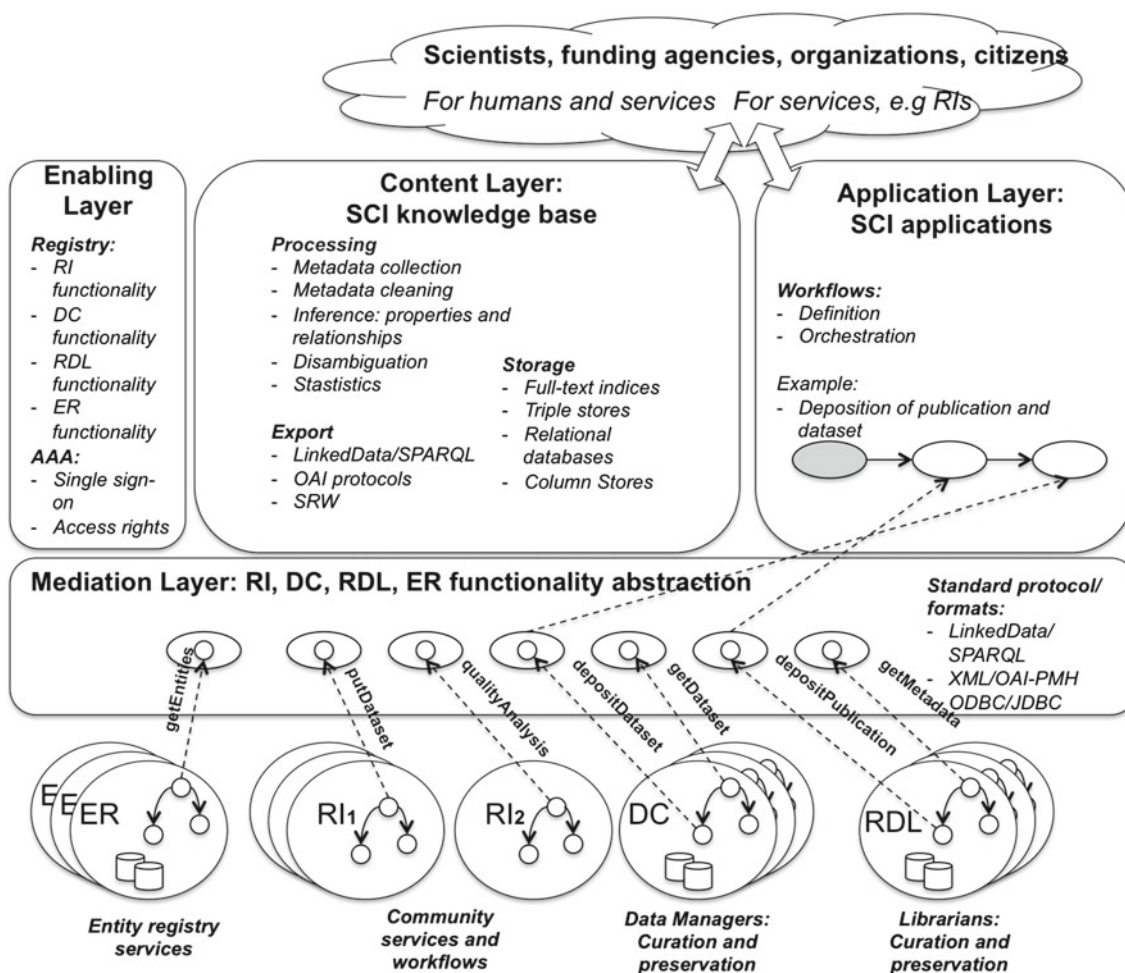 Scientists, funding agencies, organizations, citizens
For humans and services For services, e.g RIs
Enabling
Layer
Registry:
- RI
functionality
- DC
functionality
- RDL
functionality
- ER
functionality
AAA:
- Single sign-
on
- Access rights
Content Layer:
SCI knowledge base
Processing
- Metadata collection
- Metadata cleaning
- Inference: properties and
relationships
- Disambiguation
- Stastistics
Export
- LinkedData/SPARQL
- OAI protocols
- SRW
Storage
- Full-text indices
- Triple stores
- Relational
databases
- Column Stores
Application Layer:
SCI applications
Workflows:
- Definition
- Orchestration
Example:
- Deposition of publication and
dataset
Mediation Layer: RI, DC, RDL, ER functionality abstraction
Standard protocol/
formats:
- LinkedData/
SPARQL
- XML/OAI-PMH
ODBC/JDBC
getEntities
putDataset
qualityAnalysis
depositDataset
getDataset
depositPublication
getMetadata
E
E
ER
RI1
RI2
DC
RDL
Entity registry
services
Community
services and
workflows
Data Managers:
Curation and
preservation
Librarians:
Curation and
preservation